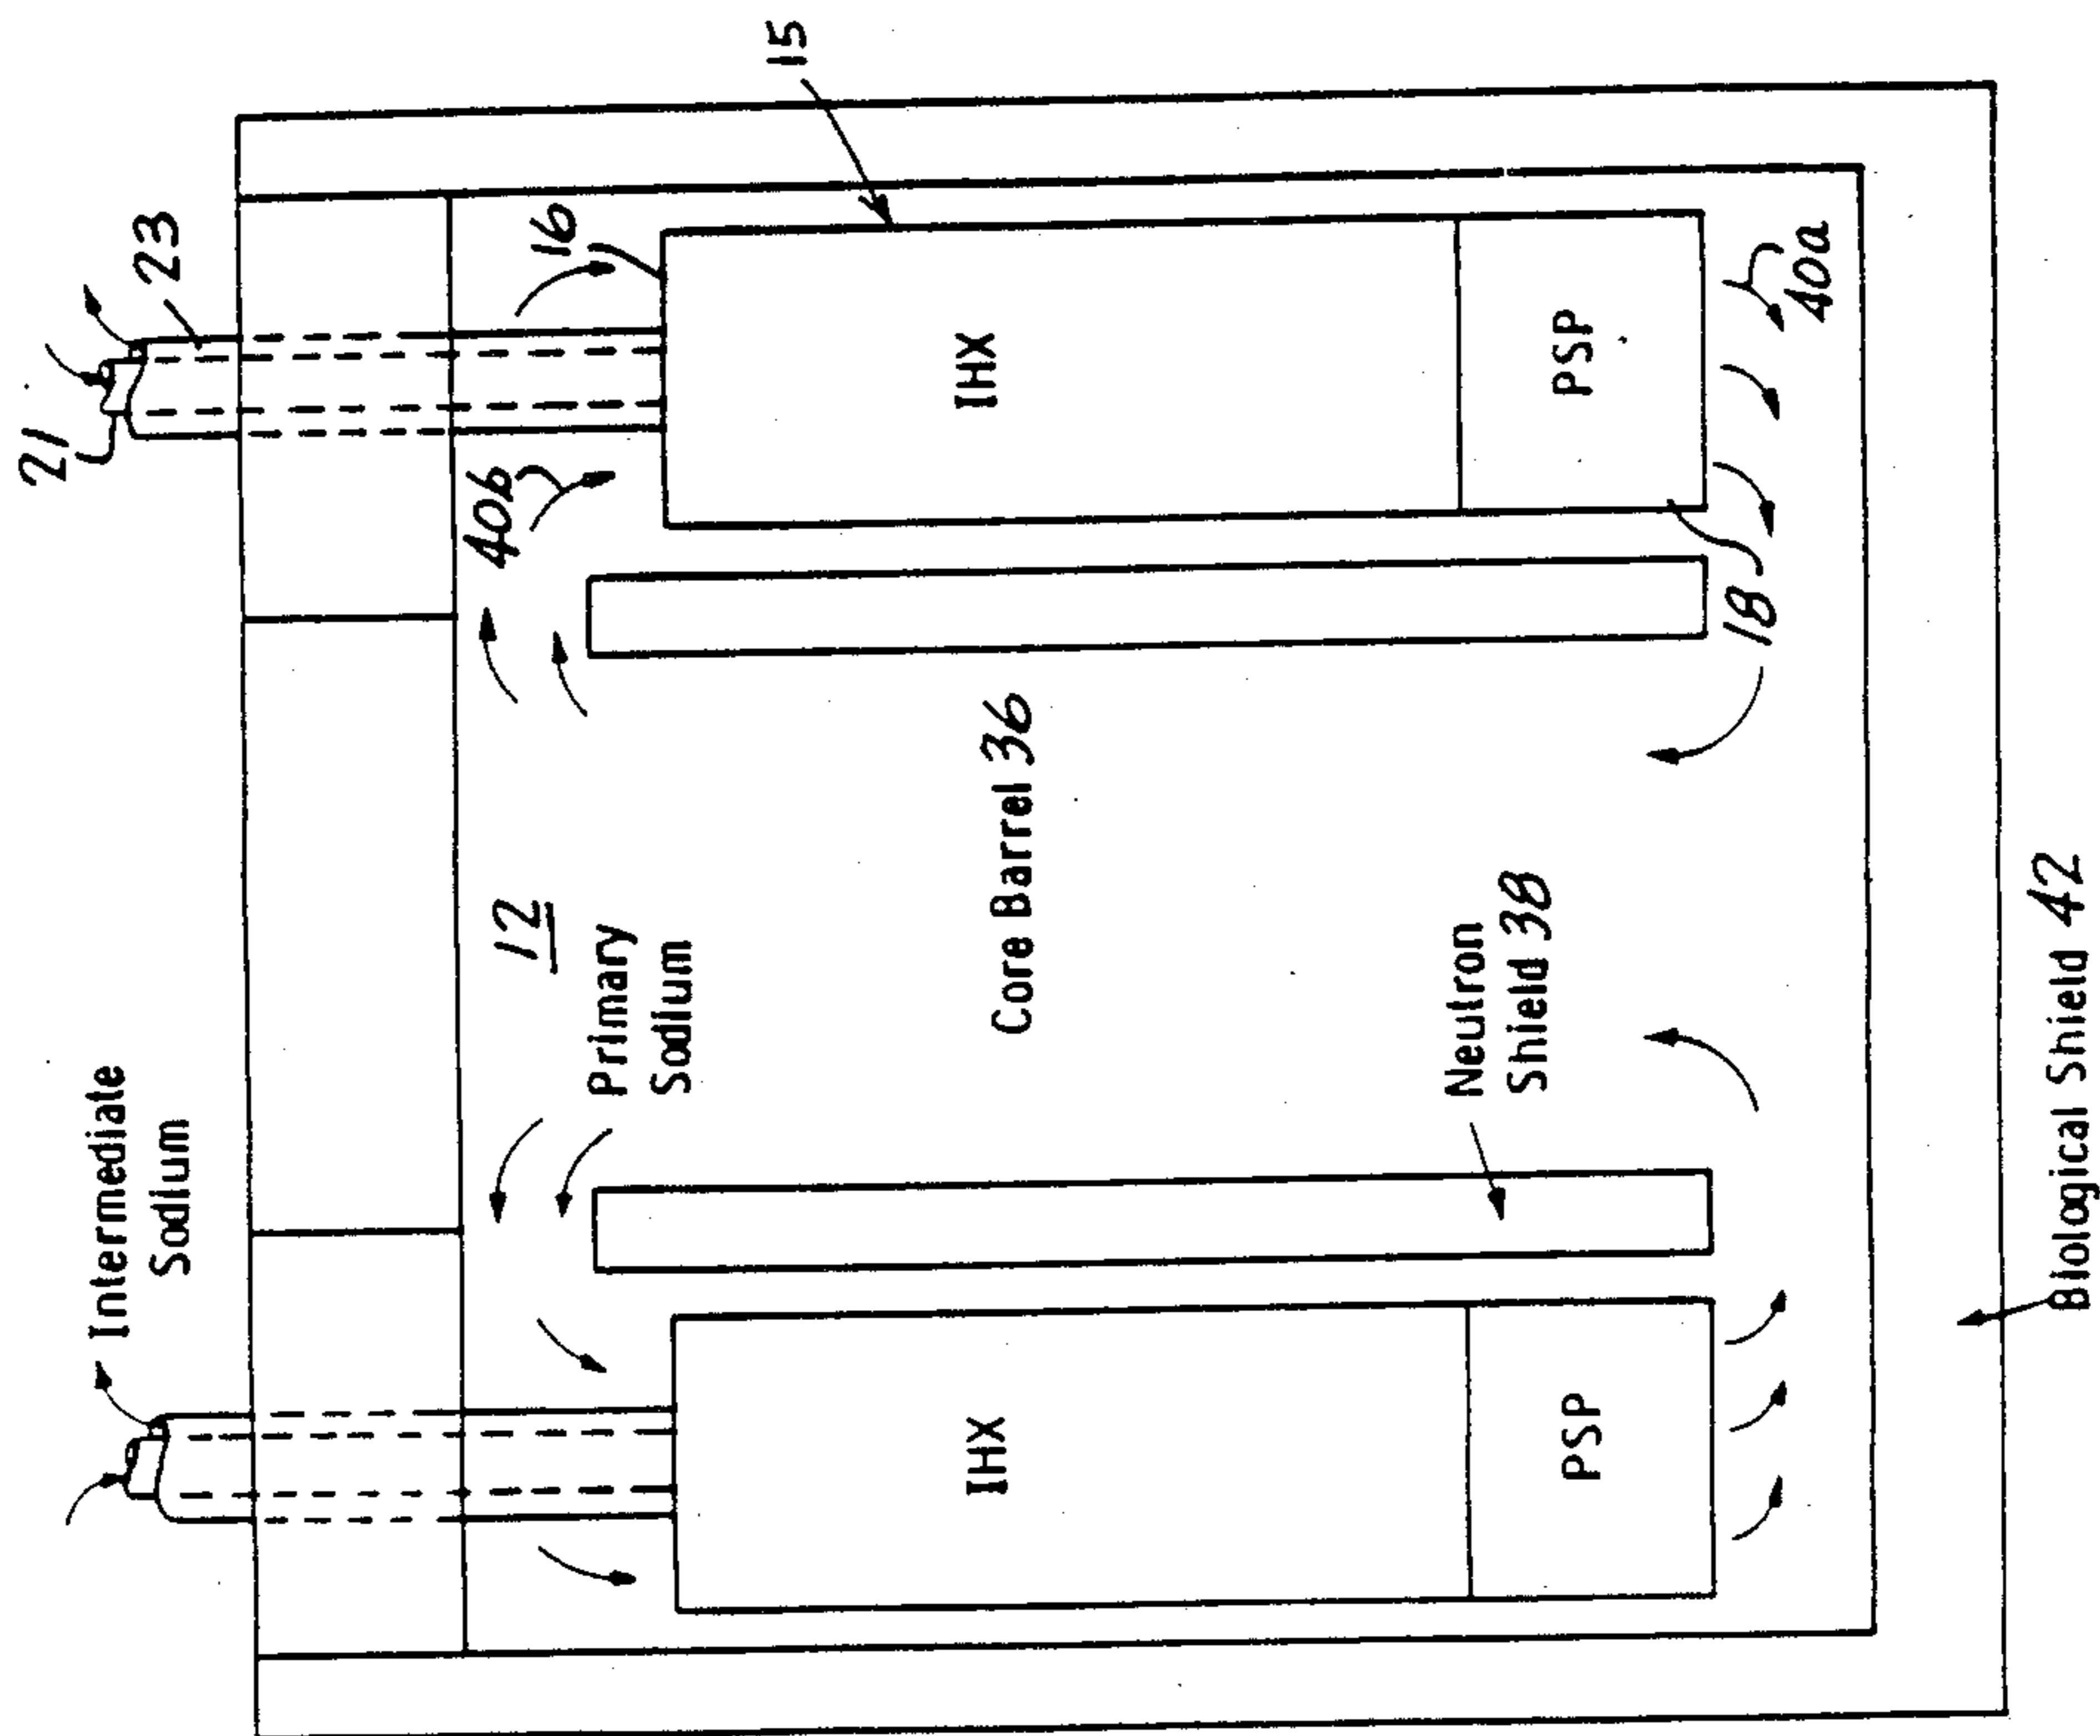 21
Intermediate
Sodium
23
12
40b
16
Primary
Sodium
15
IHX
Core Barrel 36
IHX
Neutron
Shield 38
PSP
PSP
18
40a
Biological Shield 42